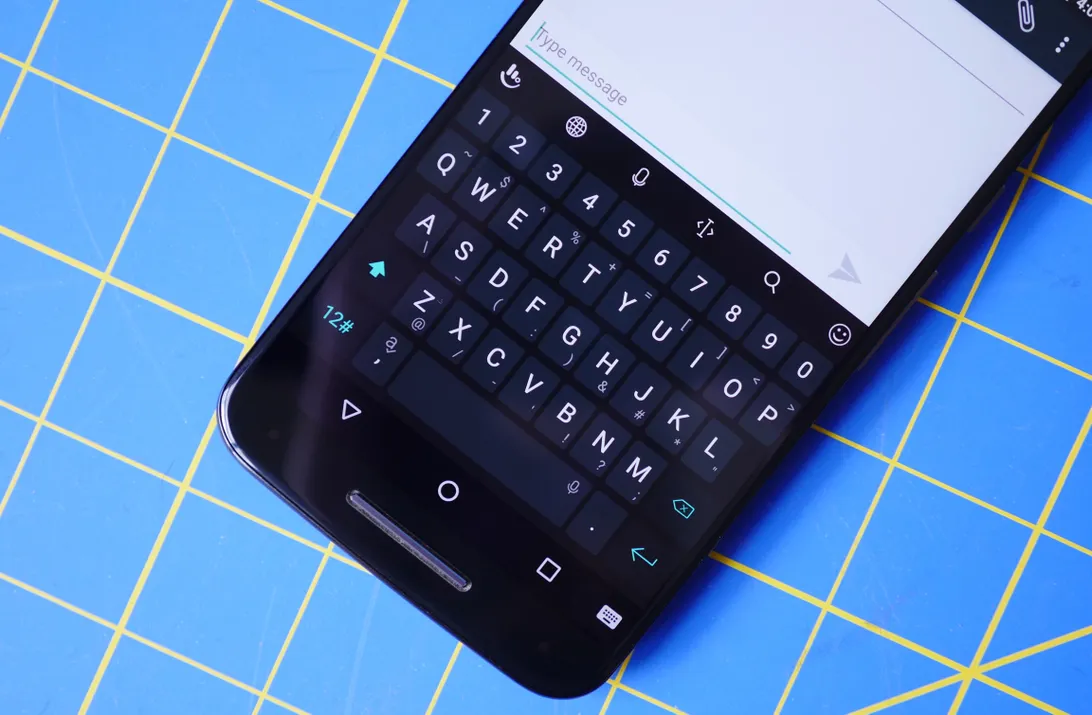 Type message
1 2 3 4 5 6 7 8 9 0
Q ~ W $ E ^ R % T + Y = U [ I ] O < P >
A \ S _ D ( F : G ) H & J # K * L "
Z @ X / C - V ' B ! N ? M ;
12# , .